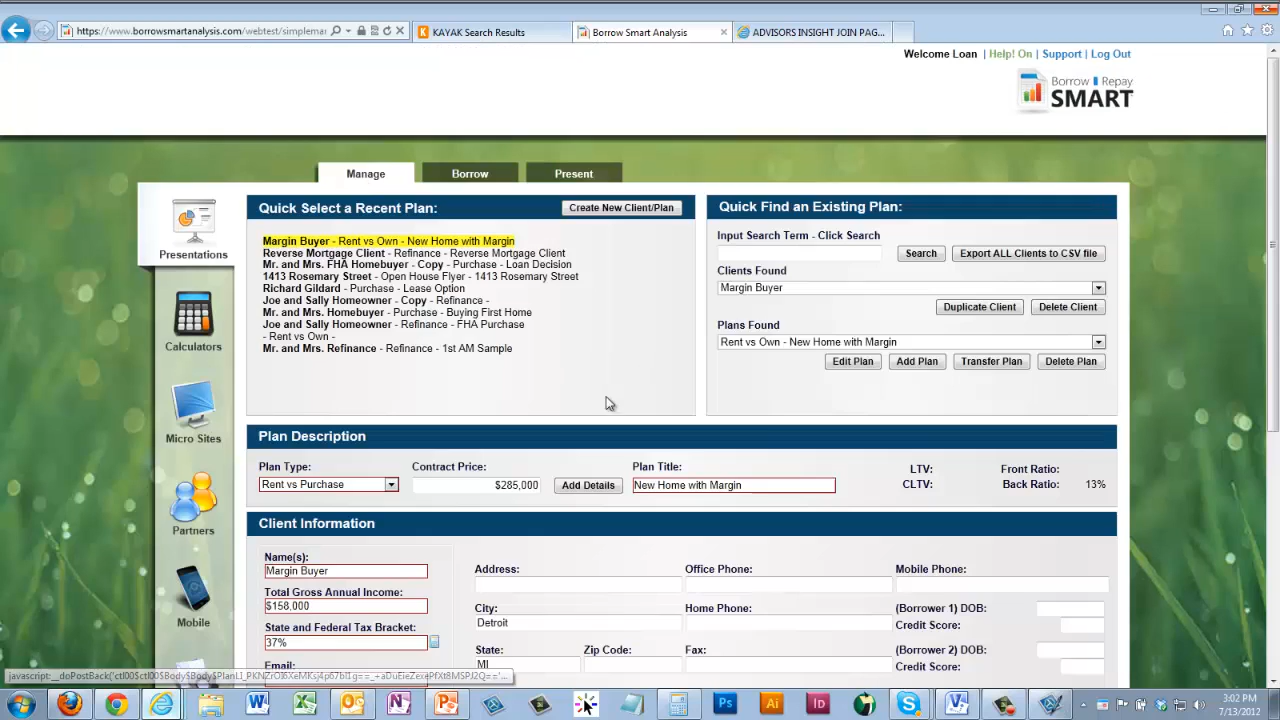 https://www.borrowsmartanalysis.com/webtest/simplemar
KAYAK Search Results
Borrow Smart Analysis
ADVISORS INSIGHT JOIN PAG...
Welcome Loan | Help! On | Support | Log Out
Borrow Repay
SMART
Manage
Borrow
Present
Presentations
Calculators
Micro Sites
Partners
Mobile
Quick Select a Recent Plan:
Create New Client/Plan
Margin Buyer - Rent vs Own - New Home with Margin
Reverse Mortgage Client - Refinance - Reverse Mortgage Client
Mr. and Mrs. FHA Homebuyer - Copy - Purchase - Loan Decision
1413 Rosemary Street - Open House Flyer - 1413 Rosemary Street
Richard Gildard - Purchase - Lease Option
Joe and Sally Homeowner - Copy - Refinance -
Mr. and Mrs. Homebuyer - Purchase - Buying First Home
Joe and Sally Homeowner - Refinance - FHA Purchase
- Rent vs Own -
Mr. and Mrs. Refinance - Refinance - 1st AM Sample
Quick Find an Existing Plan:
Input Search Term - Click Search
Search
Export ALL Clients to CSV file
Clients Found
Margin Buyer
Duplicate Client
Delete Client
Plans Found
Rent vs Own - New Home with Margin
Edit Plan
Add Plan
Transfer Plan
Delete Plan
Plan Description
Plan Type:
Rent vs Purchase
Contract Price:
$285,000
Add Details
Plan Title:
New Home with Margin
LTV:
CLTV:
Front Ratio:
Back Ratio: 13%
Client Information
Name(s):
Margin Buyer
Total Gross Annual Income:
$158,000
State and Federal Tax Bracket:
37%
Email:
Address:
Office Phone:
Mobile Phone:
City:
Detroit
Home Phone:
(Borrower 1) DOB:
Credit Score:
State:
MI
Zip Code:
Fax:
(Borrower 2) DOB:
Credit Score:
3:02 PM
7/13/2012